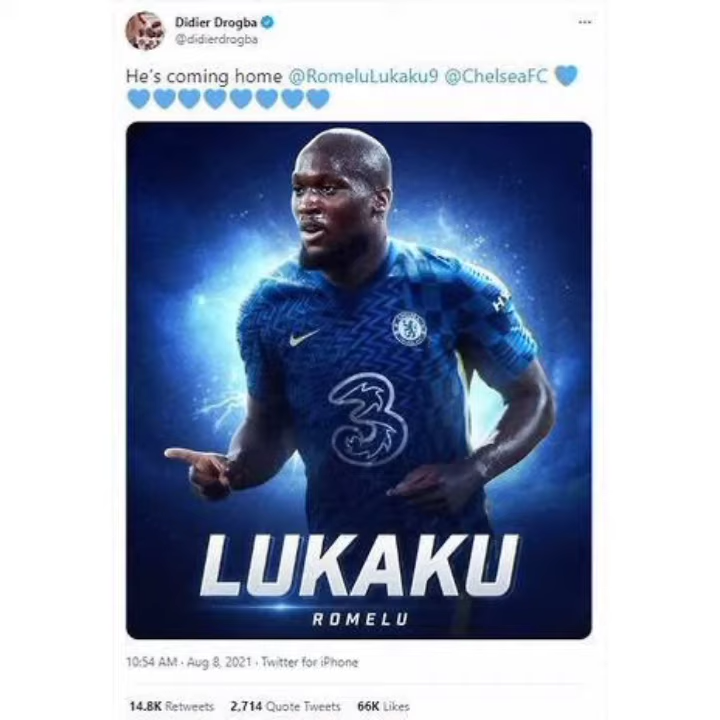 Didier Drogba
@didierdrogba
He's coming home @RomeluLukaku9 @ChelseaFC
3
LUKAKU
ROMELU
10:54 AM · Aug 8, 2021 · Twitter for iPhone
14.8K Retweets 2,714 Quote Tweets 66K Likes